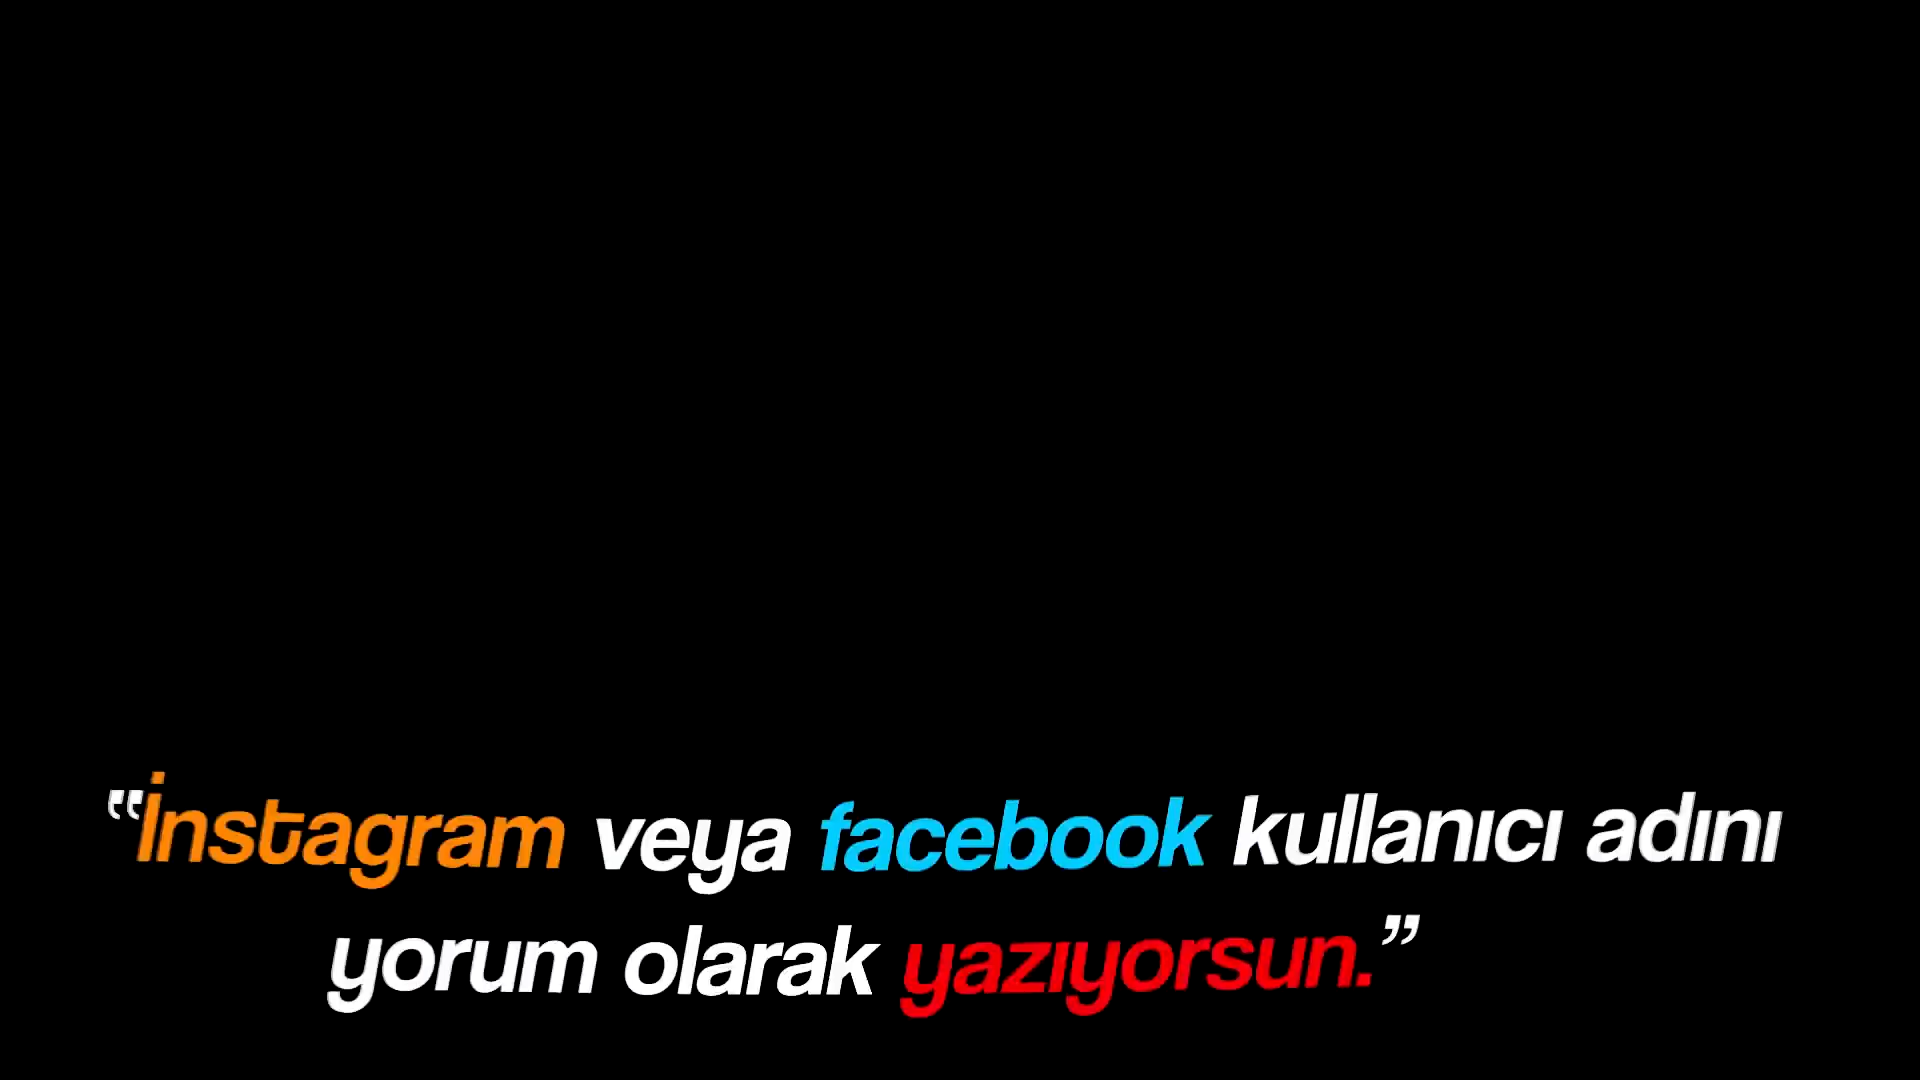 “İnstagram veya facebook kullanıcı adını
yorum olarak yazıyorsun.”